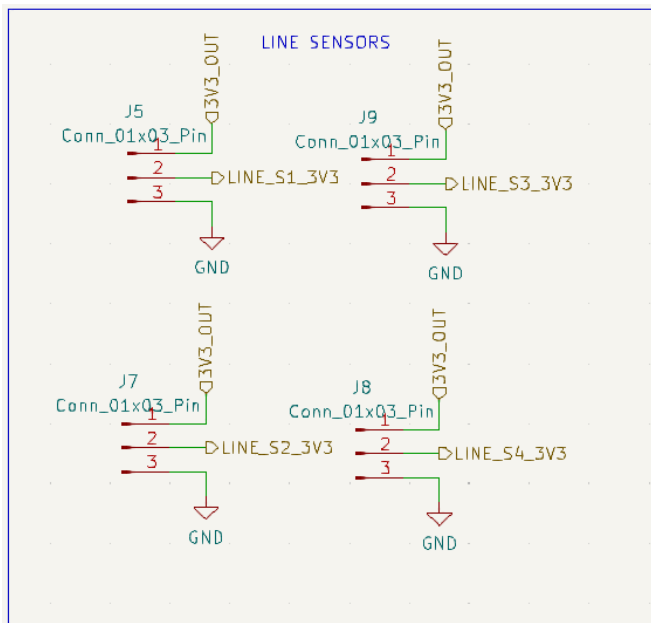 LINE SENSORS
3V3_OUT
J5
Conn_01x03_Pin
1
2
LINE_S1_3V3
3
GND
3V3_OUT
J9
Conn_01x03_Pin
1
2
LINE_S3_3V3
3
GND
3V3_OUT
J7
Conn_01x03_Pin
1
2
LINE_S2_3V3
3
GND
3V3_OUT
J8
Conn_01x03_Pin
1
2
LINE_S4_3V3
3
GND